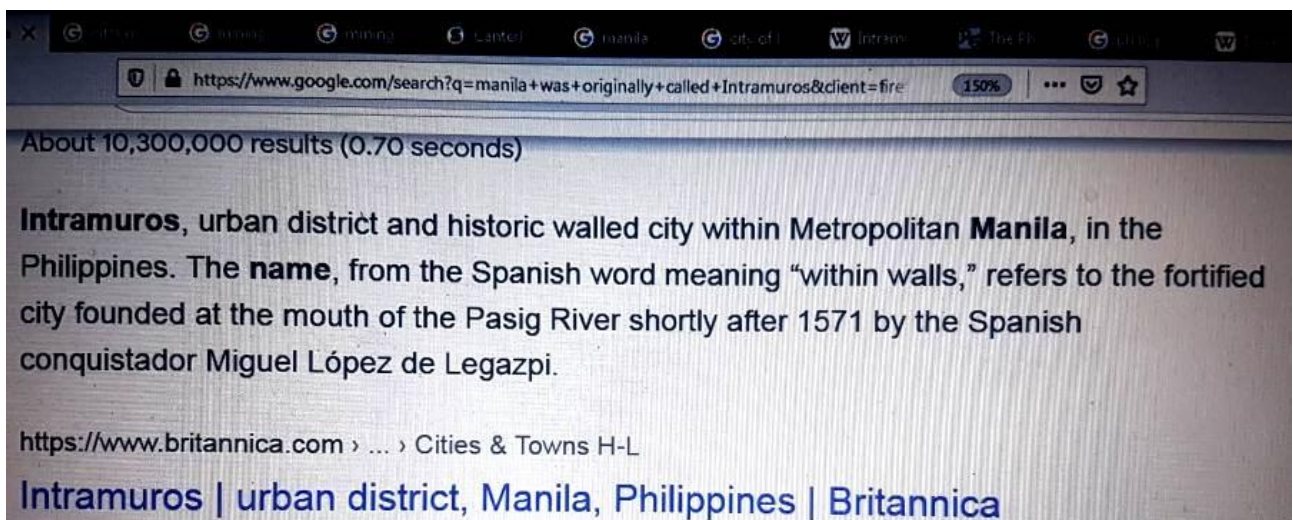 manila
city of
https://www.google.com/search?q=manila+was+originally+called+Intramuros&client=fire
150%
About 10,300,000 results (0.70 seconds)
Intramuros, urban district and historic walled city within Metropolitan Manila, in the
Philippines. The name, from the Spanish word meaning “within walls,” refers to the fortified
city founded at the mouth of the Pasig River shortly after 1571 by the Spanish
conquistador Miguel López de Legazpi.
https://www.britannica.com › ... › Cities & Towns H-L
Intramuros | urban district, Manila, Philippines | Britannica